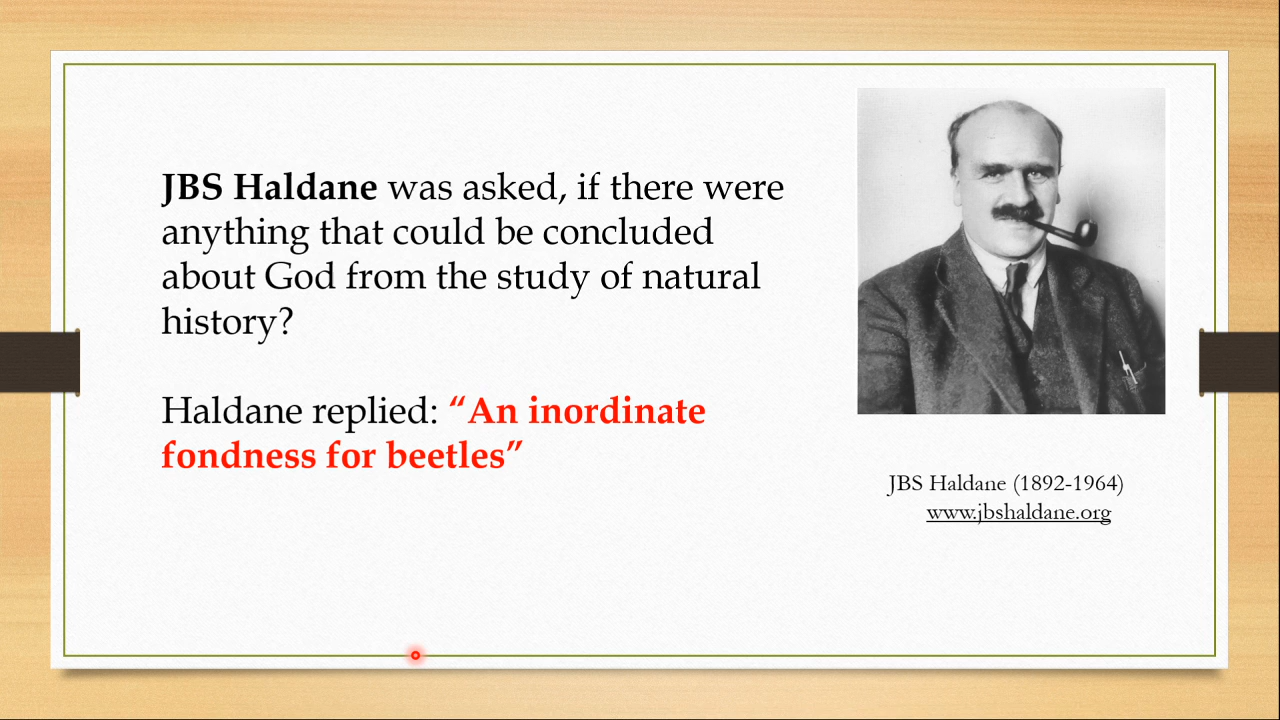 JBS Haldane was asked, if there were
anything that could be concluded
about God from the study of natural
history?
Haldane replied: “An inordinate
fondness for beetles”
JBS Haldane (1892-1964)
www.jbshaldane.org